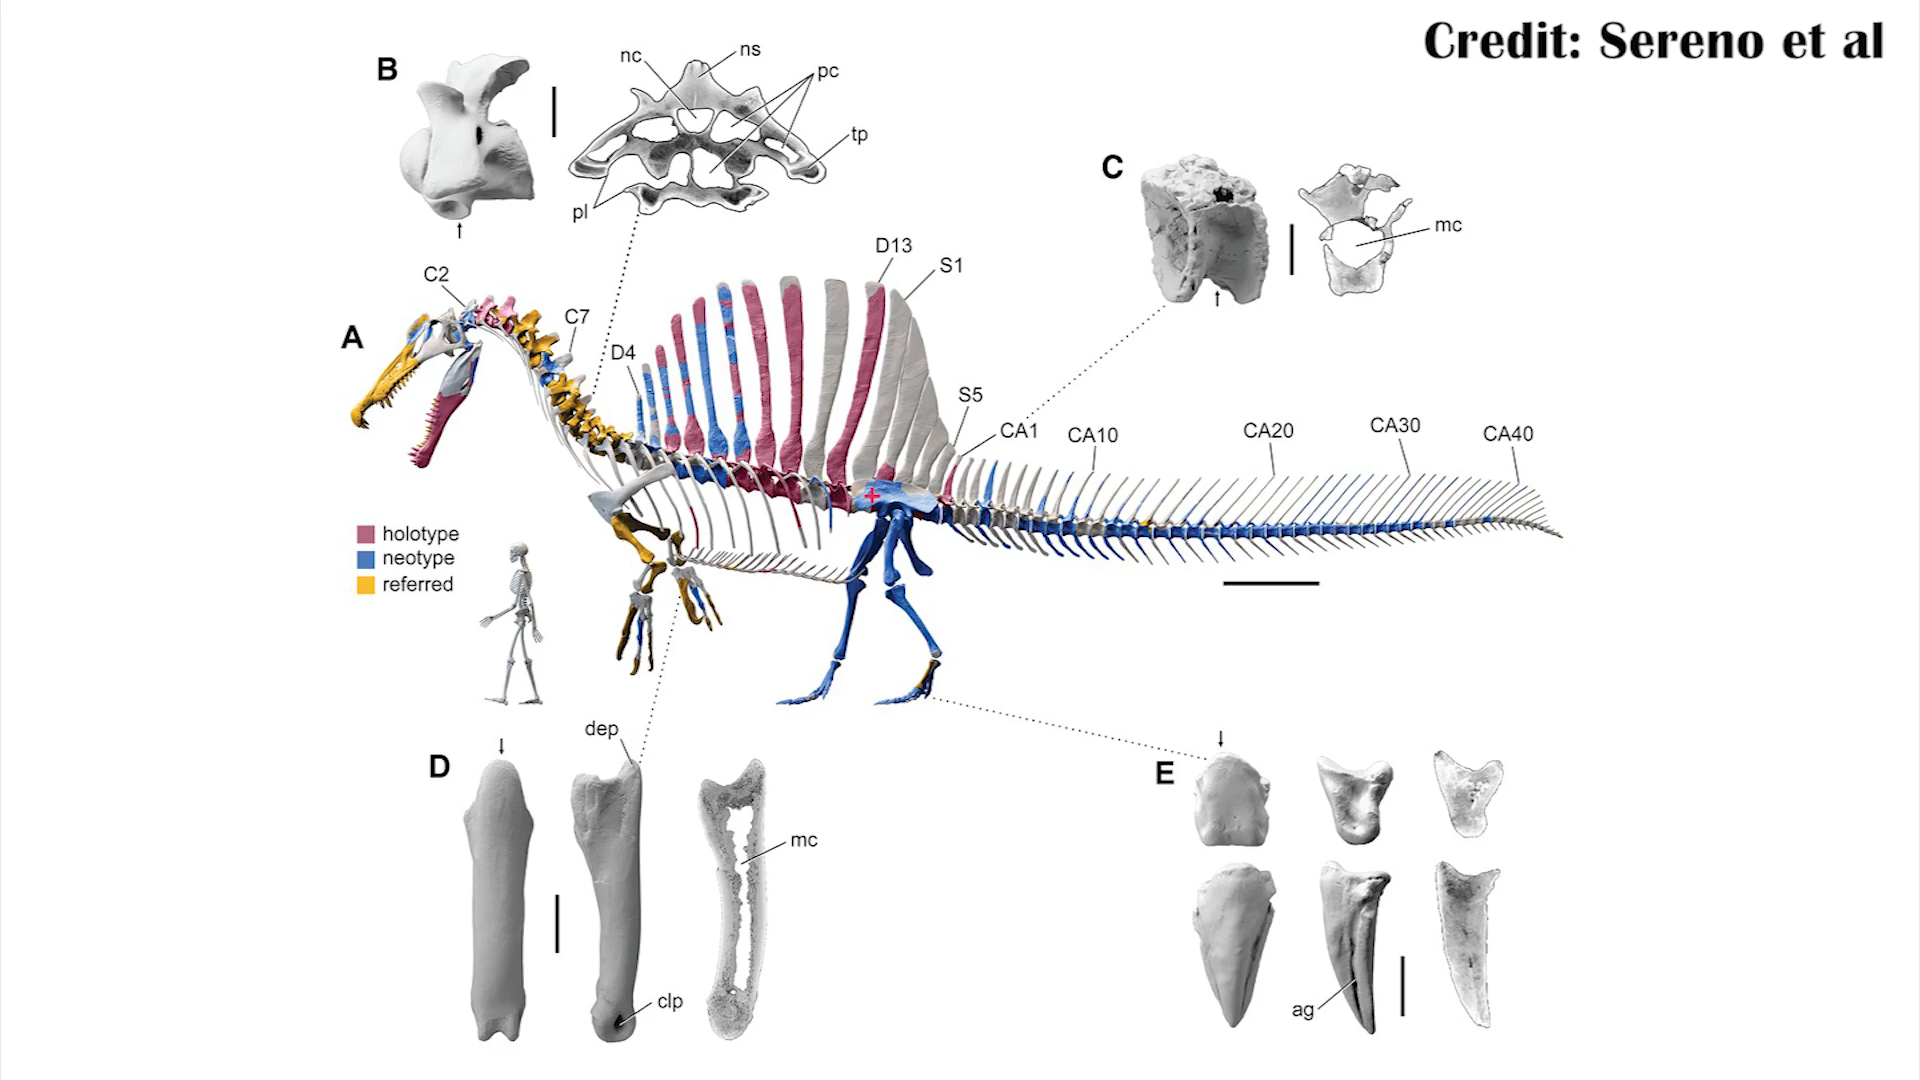 Credit: Sereno et al
B
nc
ns
pc
tp
pl
C
mc
A
C2
C7
D4
D13
S1
S5
CA1
CA10
CA20
CA30
CA40
holotype
neotype
referred
D
dep
mc
clp
E
ag